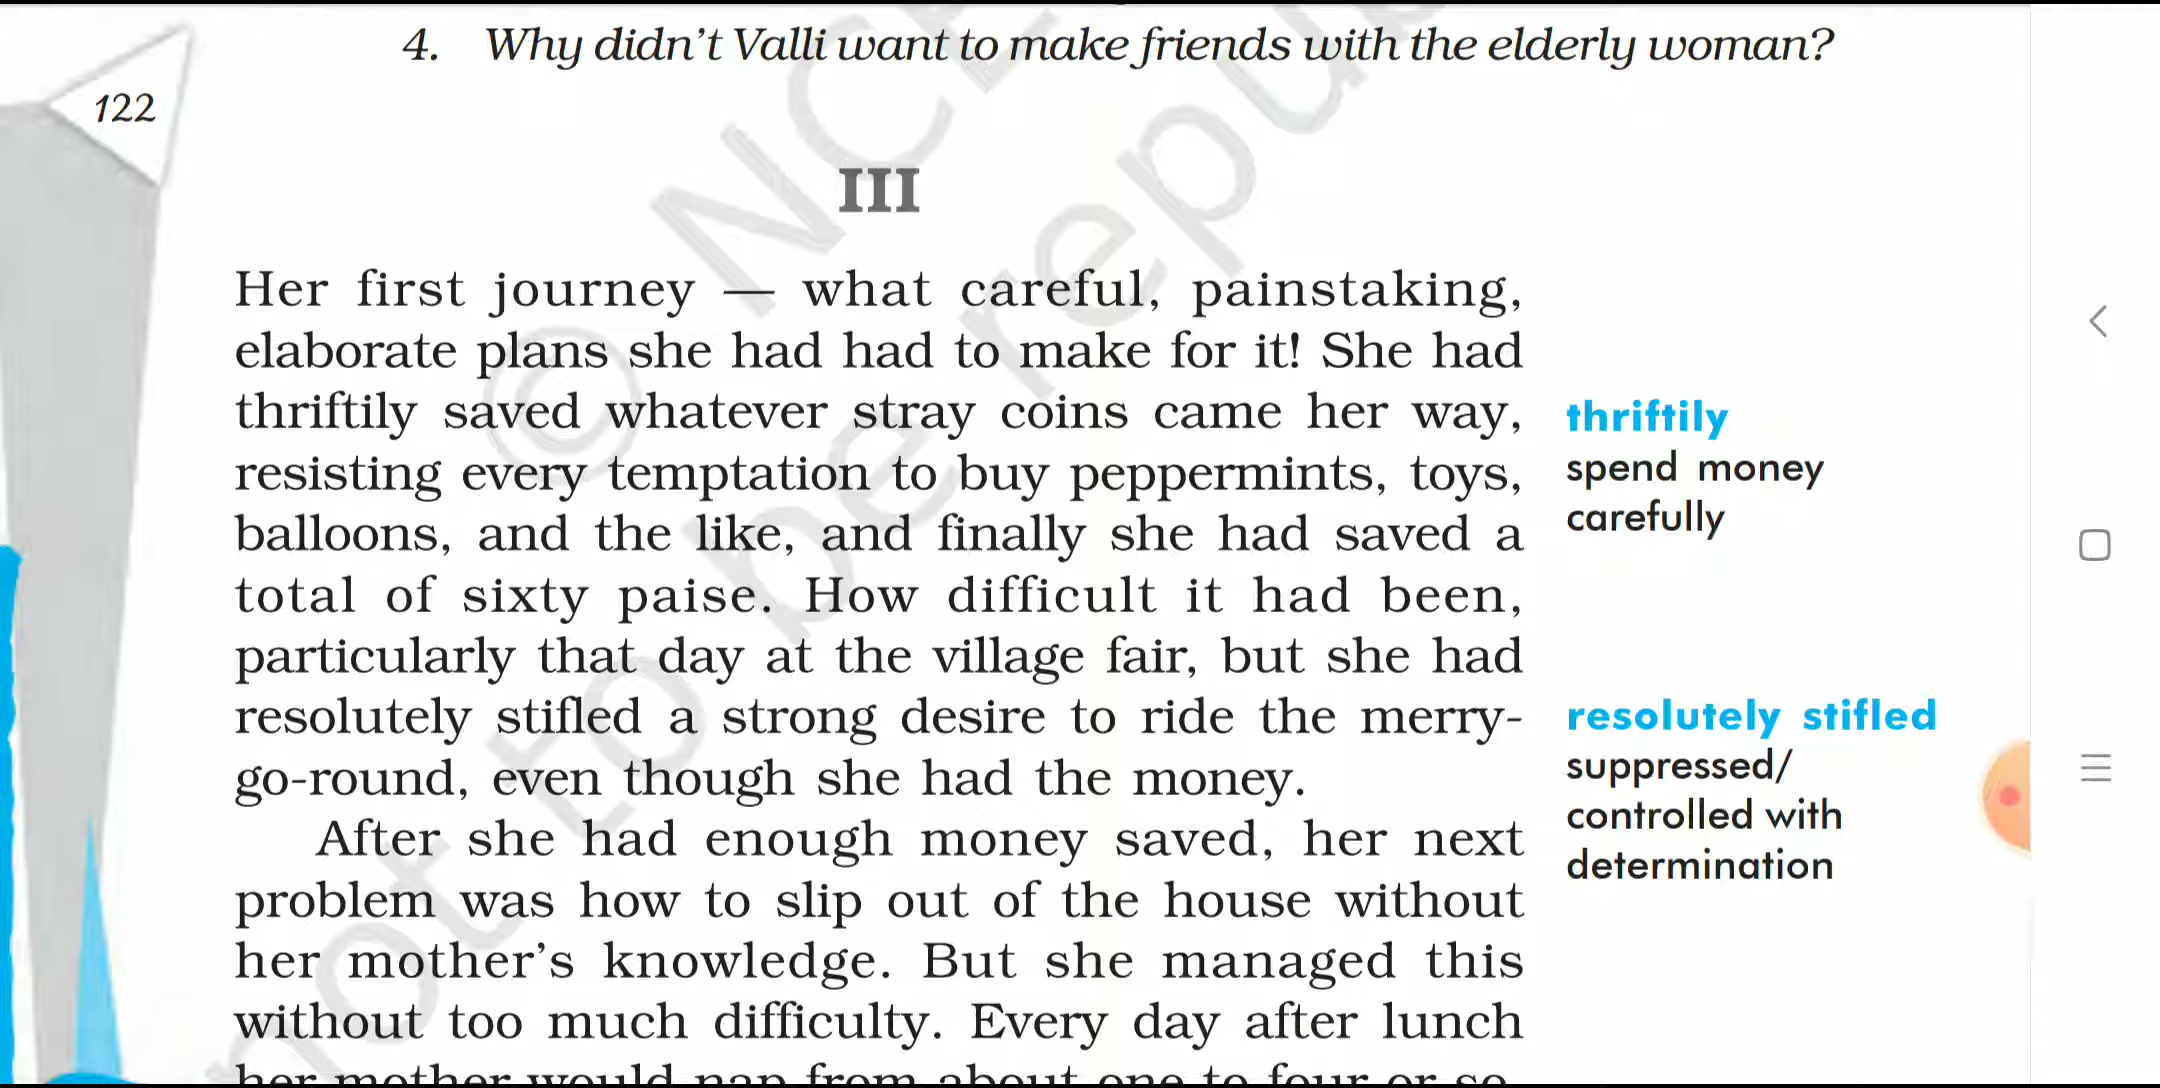 4. Why didn't Valli want to make friends with the elderly woman?
122
III
Her first journey — what careful, painstaking,
elaborate plans she had had to make for it! She had
thriftily saved whatever stray coins came her way,
resisting every temptation to buy peppermints, toys,
balloons, and the like, and finally she had saved a
total of sixty paise. How difficult it had been,
particularly that day at the village fair, but she had
resolutely stifled a strong desire to ride the merry-
go-round, even though she had the money.
After she had enough money saved, her next
problem was how to slip out of the house without
her mother's knowledge. But she managed this
without too much difficulty. Every day after lunch
her mother would nap from about one to four or so
thriftily
spend money
carefully
resolutely stifled
suppressed/
controlled with
determination
© NCE
not to be repub